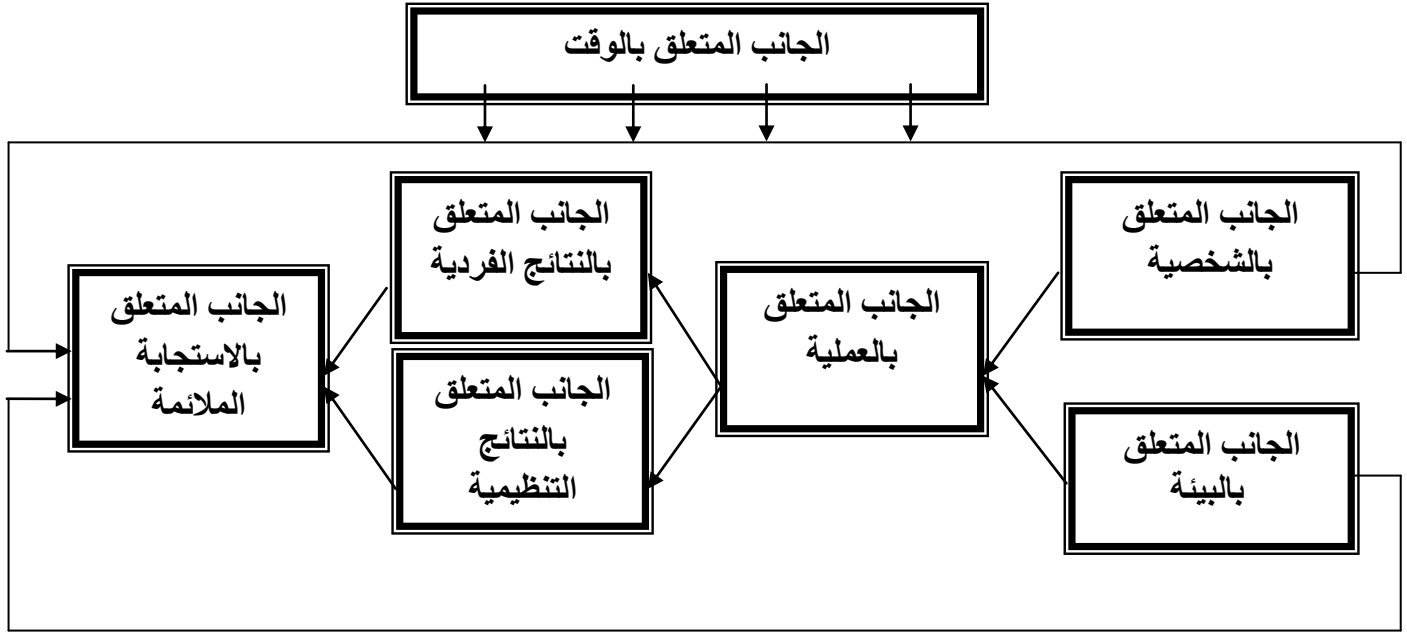 الجانب المتعلق بالوقت
الجانب المتعلق
بالشخصية
الجانب المتعلق
بالبيئة
الجانب المتعلق
بالعملية
الجانب المتعلق
بالنتائج الفردية
الجانب المتعلق
بالنتائج
التنظيمية
الجانب المتعلق
بالاستجابة
الملائمة